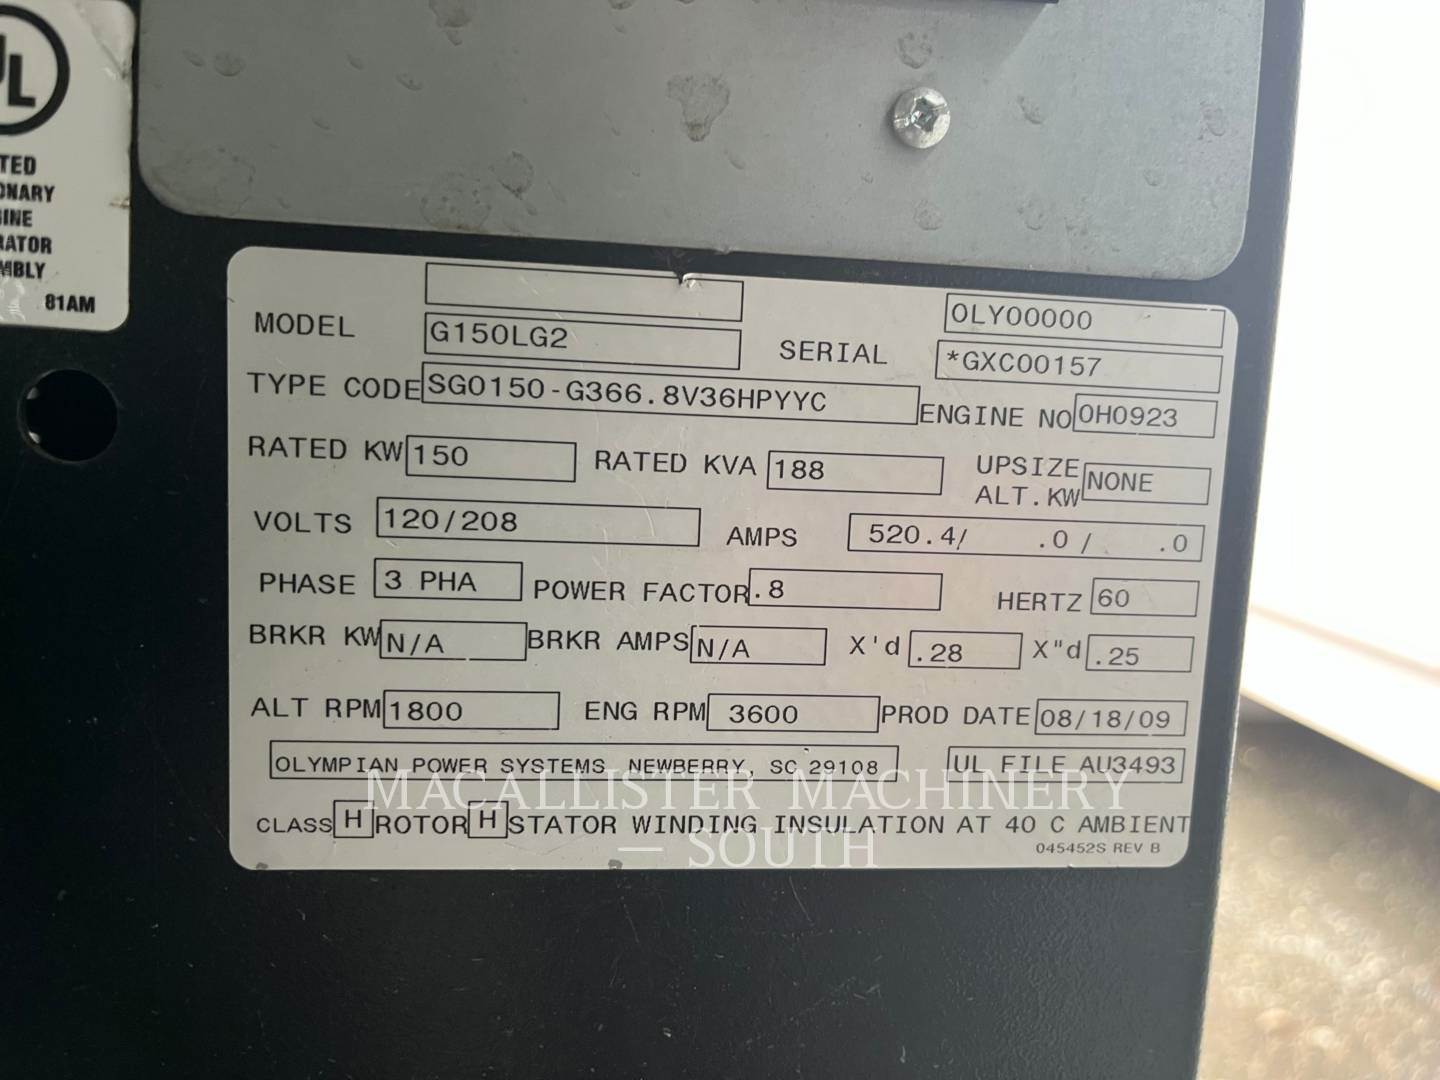 UL
TED
ONARY
INE
RATOR
MBLY
81AM
MODEL G150LG2
SERIAL OLY00000
*GXC00157
TYPE CODE SG0150-G366.8V36HPYYC ENGINE NO 0H0923
RATED KW 150 RATED KVA 188 UPSIZE ALT.KW NONE
VOLTS 120/208 AMPS 520.4/ .0 / .0
PHASE 3 PHA POWER FACTOR .8 HERTZ 60
BRKR KW N/A BRKR AMPS N/A X'd .28 X"d .25
ALT RPM 1800 ENG RPM 3600 PROD DATE 08/18/09
OLYMPIAN POWER SYSTEMS NEWBERRY, SC 29108 UL FILE AU3493
CLASS H ROTOR H STATOR WINDING INSULATION AT 40 C AMBIENT
045452S REV B
MACALLISTER MACHINERY
— SOUTH